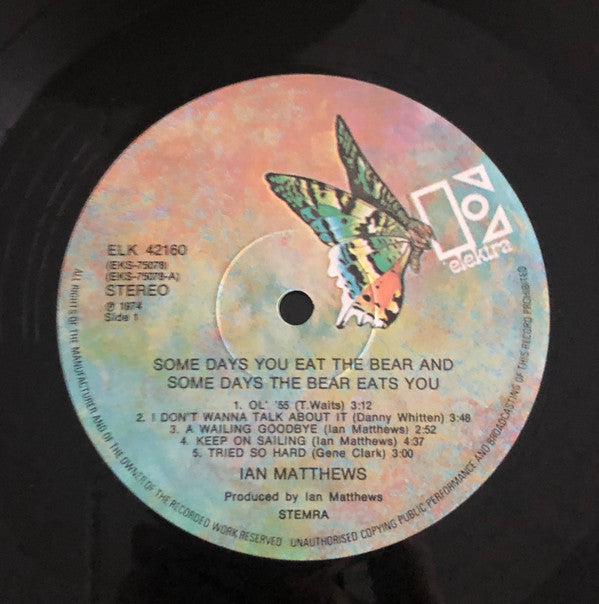 elektra
ELK 42160
(EKS-75078)
(EKS-75079-A)
STEREO
℗ 1974
Side 1
SOME DAYS YOU EAT THE BEAR AND
SOME DAYS THE BEAR EATS YOU
1. OL' '55 (T.Waits) 3:12
2. I DON'T WANNA TALK ABOUT IT (Danny Whitten) 3:48
3. A WAILING GOODBYE (Ian Matthews) 2:52
4. KEEP ON SAILING (Ian Matthews) 4:37
5. TRIED SO HARD (Gene Clark) 3:00
IAN MATTHEWS
Produced by Ian Matthews
STEMRA
ALL RIGHTS OF THE MANUFACTURER AND OF THE OWNER OF THE RECORDED WORK RESERVED UNAUTHORISED COPYING PUBLIC PERFORMANCE AND BROADCASTING OF THIS RECORD PROHIBITED